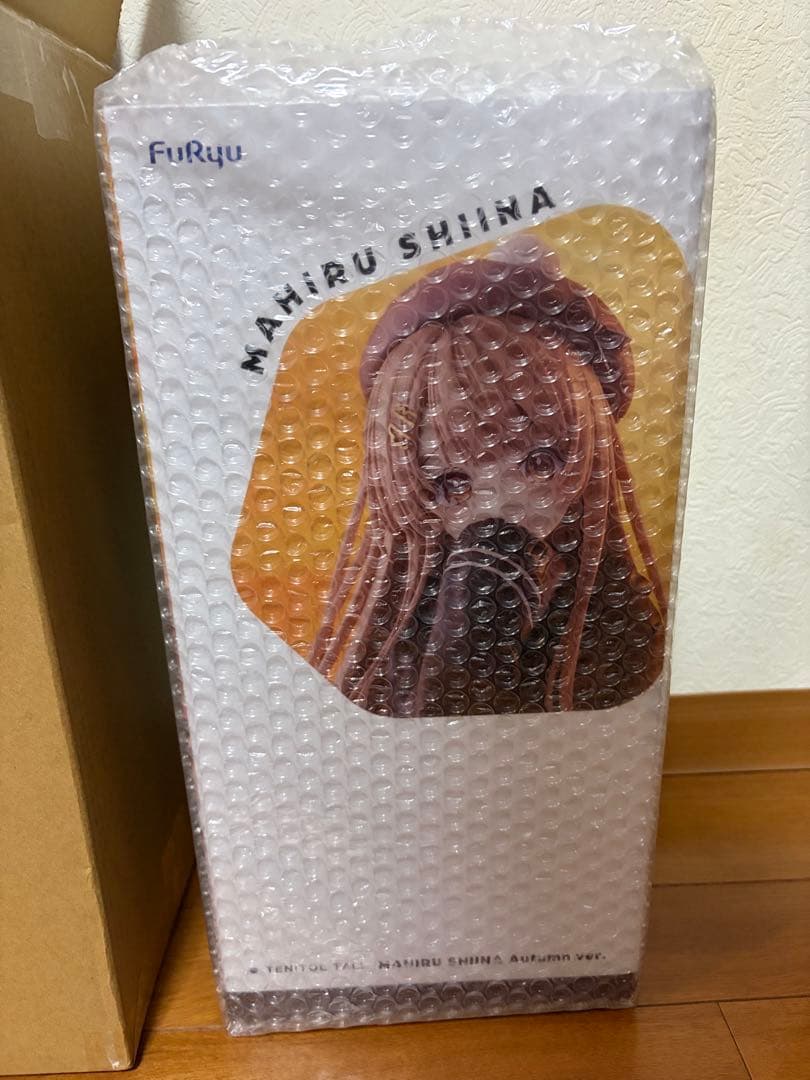 FuRyu
MAHIRU SHIINA
TENITOL TALL MAHIRU SHIINA Autumn ver.